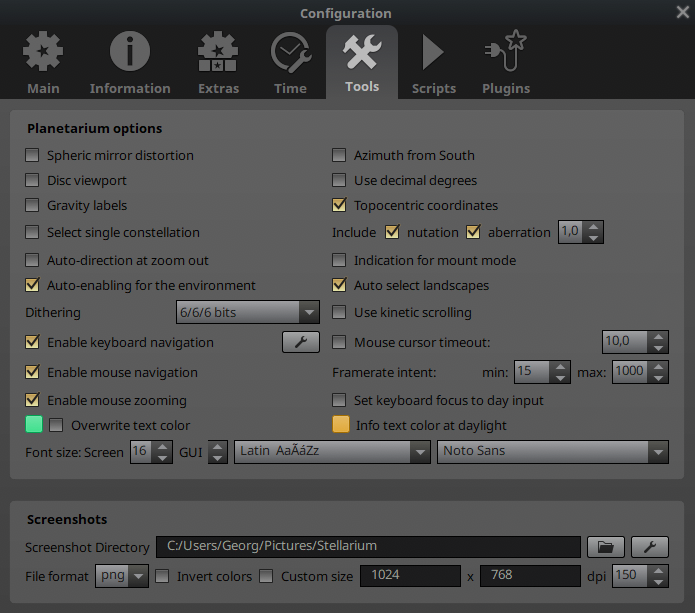 Configuration
Main Information Extras Time Tools Scripts Plugins
Planetarium options
Spheric mirror distortion Azimuth from South
Disc viewport Use decimal degrees
Gravity labels Topocentric coordinates
Select single constellation Include nutation aberration 1,0
Auto-direction at zoom out Indication for mount mode
Auto-enabling for the environment Auto select landscapes
Dithering 6/6/6 bits Use kinetic scrolling
Enable keyboard navigation Mouse cursor timeout: 10,0
Enable mouse navigation Framerate intent: min: 15 max: 1000
Enable mouse zooming Set keyboard focus to day input
Overwrite text color Info text color at daylight
Font size: Screen 16 GUI Latin AaÃáZz Noto Sans
Screenshots
Screenshot Directory C:/Users/Georg/Pictures/Stellarium
File format png Invert colors Custom size 1024 x 768 dpi 150